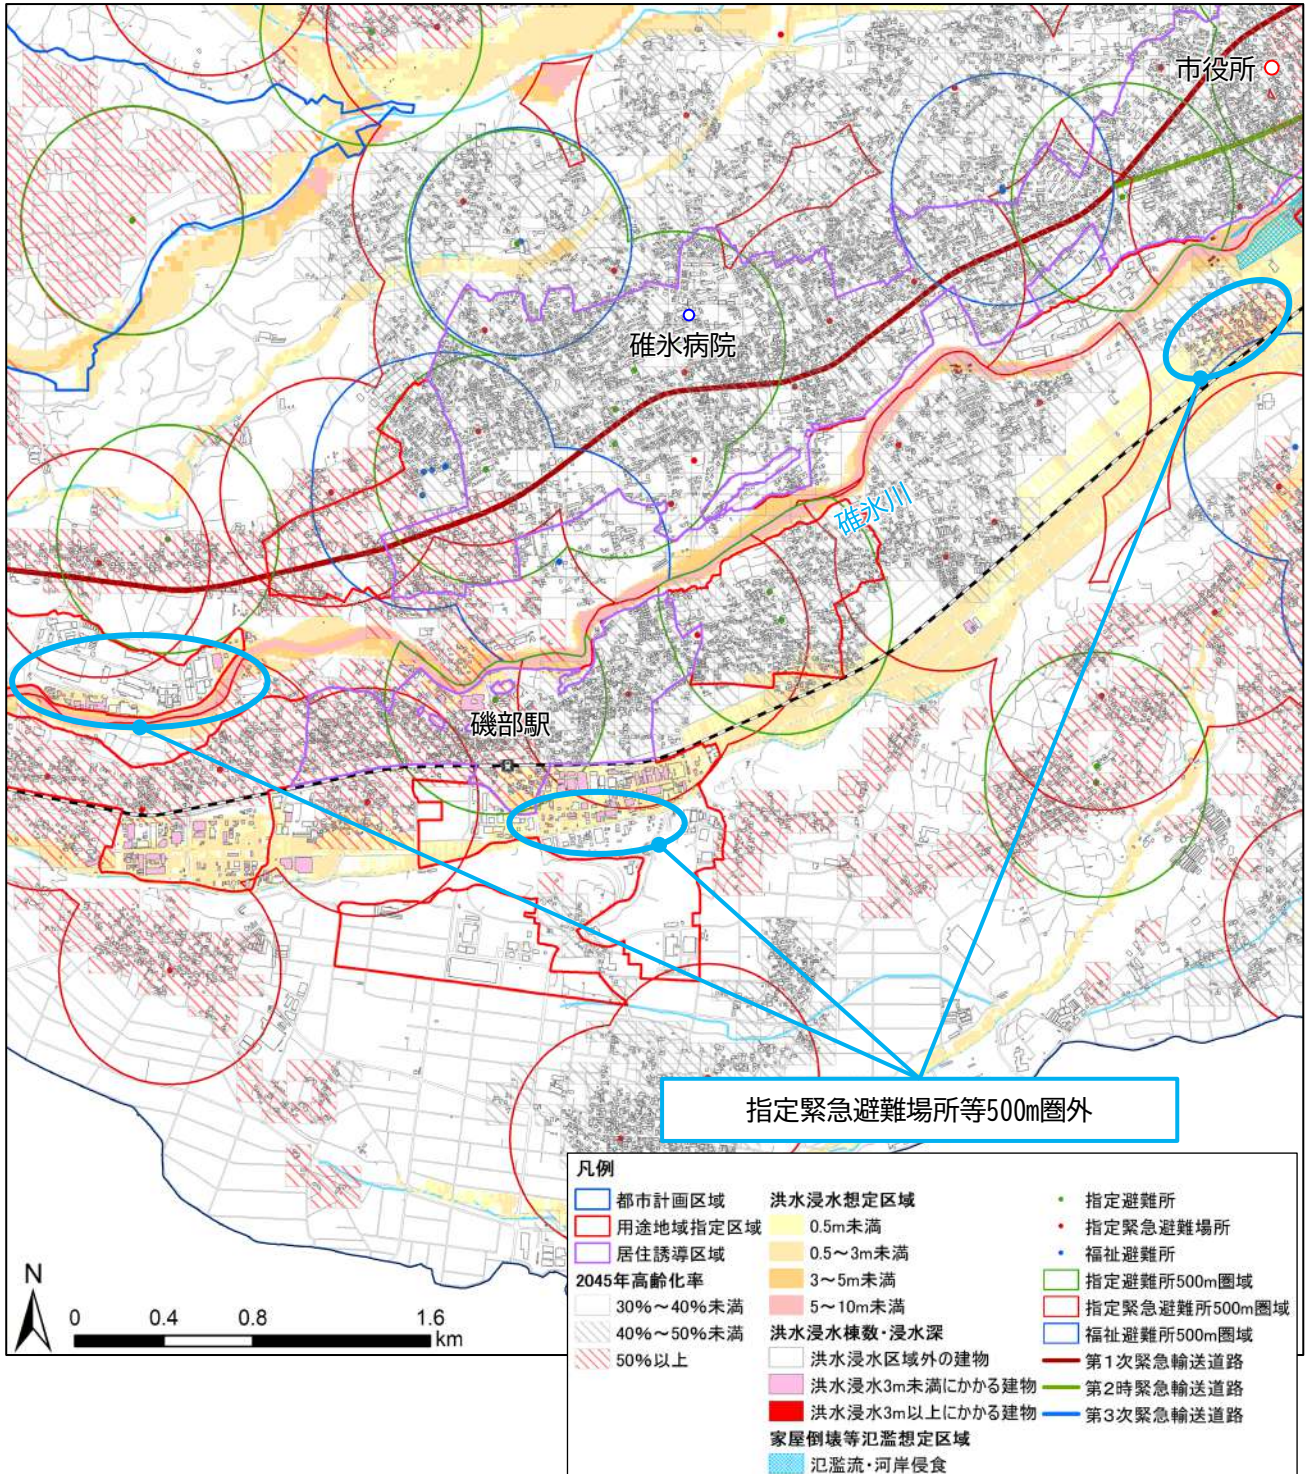 市役所
碓氷病院
碓氷川
磯部駅
指定緊急避難場所等500m圏外
N
0 0.4 0.8 1.6
km
凡例
都市計画区域
用途地域指定区域
居住誘導区域
2045年高齢化率
30%~40%未満
40%~50%未満
50%以上
洪水浸水想定区域
0.5m未満
0.5~3m未満
3~5m未満
5~10m未満
洪水浸水棟数・浸水深
洪水浸水区域外の建物
洪水浸水3m未満にかかる建物
洪水浸水3m以上にかかる建物
家屋倒壊等氾濫想定区域
氾濫流・河岸侵食
指定避難所
指定緊急避難場所
福祉避難所
指定避難所500m圏域
指定緊急避難所500m圏域
福祉避難所500m圏域
第1次緊急輸送道路
第2時緊急輸送道路
第3次緊急輸送道路